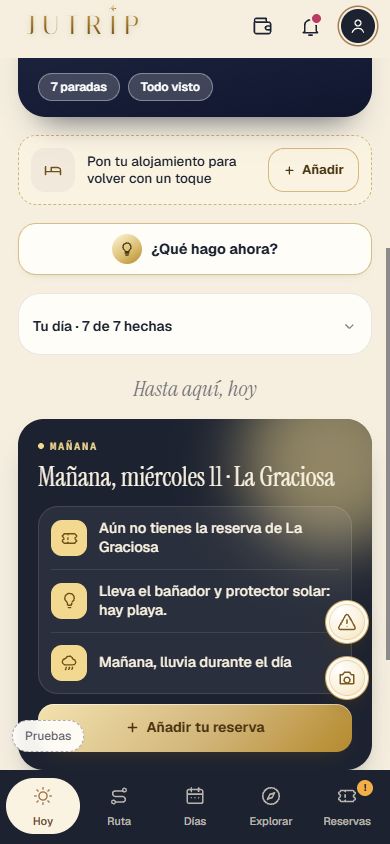 JUTRIP
7 paradas
Todo visto
Pon tu alojamiento para
volver con un toque
+ Añadir
¿Qué hago ahora?
Tu día · 7 de 7 hechas
Hasta aquí, hoy
MAÑANA
Mañana, miércoles 11 · La Graciosa
Aún no tienes la reserva de La
Graciosa
Lleva el bañador y protector solar:
hay playa.
Mañana, lluvia durante el día
+ Añadir tu reserva
Pruebas
Hoy
Ruta
Días
Explorar
!
Reservas